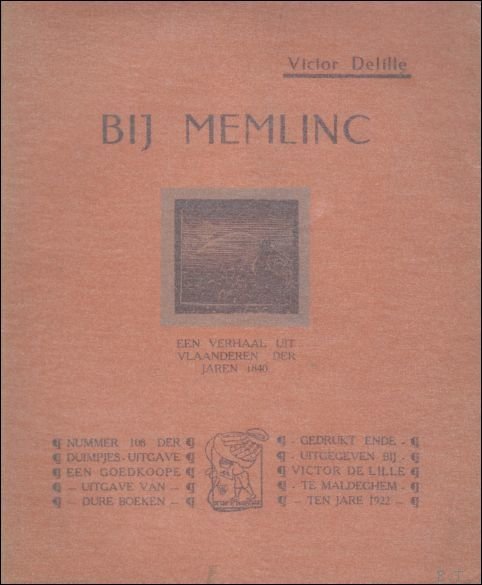 Victor Delille
BIJ MEMLINC
EEN VERHAAL UIT
VLAANDEREN DER
JAREN 1840.
¶ NUMMER 108 DER ¶
¶ DUIMPJES-UITGAVE ¶
¶ EEN GOEDKOOPE ¶
¶ – UITGAVE VAN – ¶
¶ – DURE BOEKEN – ¶
¶ - GEDRUKT ENDE - ¶
¶ - UITGEGEVEN BIJ - ¶
¶ VICTOR DE LILLE ¶
¶ - TE MALDEGHEM - ¶
¶ – TEN JARE 1922 – ¶